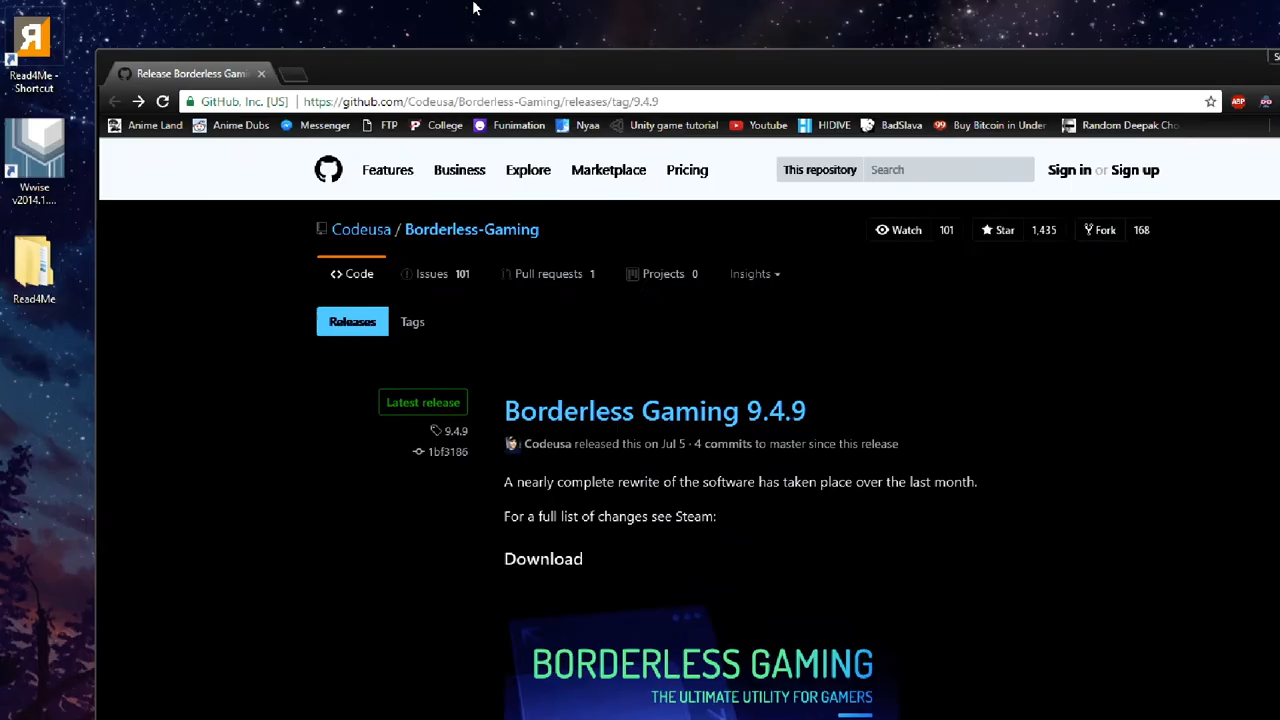 Read4Me -
Shortcut
Wwise
v2014.1....
Read4Me
Release Borderless Gami
GitHub, Inc. [US]
https://github.com/Codeusa/Borderless-Gaming/releases/tag/9.4.9
ABP
Anime Land
Anime Dubs
Messenger
FTP
College
Funimation
Nyaa
Unity game tutorial
Youtube
HIDIVE
BadSlava
99 Buy Bitcoin in Under
Random Deepak Cho
Features
Business
Explore
Marketplace
Pricing
This repository
Search
Sign in or Sign up
Codeusa / Borderless-Gaming
Watch 101
Star 1,435
Fork 168
<> Code
Issues 101
Pull requests 1
Projects 0
Insights
Releases
Tags
Latest release
9.4.9
1bf3186
Borderless Gaming 9.4.9
Codeusa released this on Jul 5 · 4 commits to master since this release
A nearly complete rewrite of the software has taken place over the last month.
For a full list of changes see Steam:
Download
BORDERLESS GAMING
THE ULTIMATE UTILITY FOR GAMERS